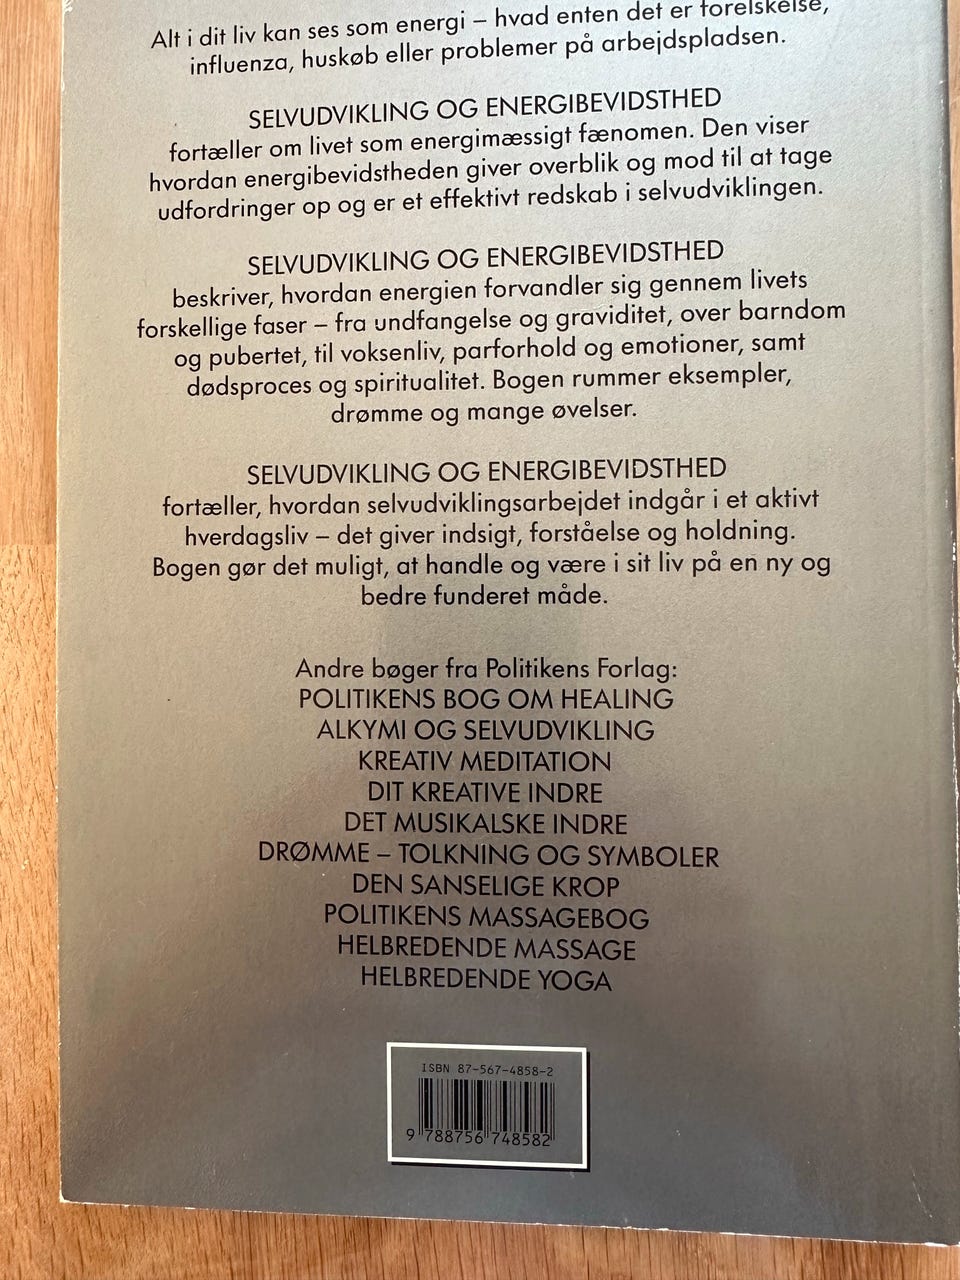 Alt i dit liv kan ses som energi – hvad enten det er forelskelse,
influenza, huskøb eller problemer på arbejdspladsen.
SELVUDVIKLING OG ENERGIBEVIDSTHED
fortæller om livet som energimæssigt fænomen. Den viser
hvordan energibevidstheden giver overblik og mod til at tage
udfordringer op og er et effektivt redskab i selvudviklingen.
SELVUDVIKLING OG ENERGIBEVIDSTHED
beskriver, hvordan energien forvandler sig gennem livets
forskellige faser – fra undfangelse og graviditet, over barndom
og pubertet, til voksenliv, parforhold og emotioner, samt
dødsproces og spiritualitet. Bogen rummer eksempler,
drømme og mange øvelser.
SELVUDVIKLING OG ENERGIBEVIDSTHED
fortæller, hvordan selvudviklingsarbejdet indgår i et aktivt
hverdagsliv – det giver indsigt, forståelse og holdning.
Bogen gør det muligt, at handle og være i sit liv på en ny og
bedre funderet måde.
Andre bøger fra Politikens Forlag:
POLITIKENS BOG OM HEALING
ALKYMI OG SELVUDVIKLING
KREATIV MEDITATION
DIT KREATIVE INDRE
DET MUSIKALSKE INDRE
DRØMME – TOLKNING OG SYMBOLER
DEN SANSELIGE KROP
POLITIKENS MASSAGEBOG
HELBREDENDE MASSAGE
HELBREDENDE YOGA
ISBN 87-567-4858-2
9 788756 748582